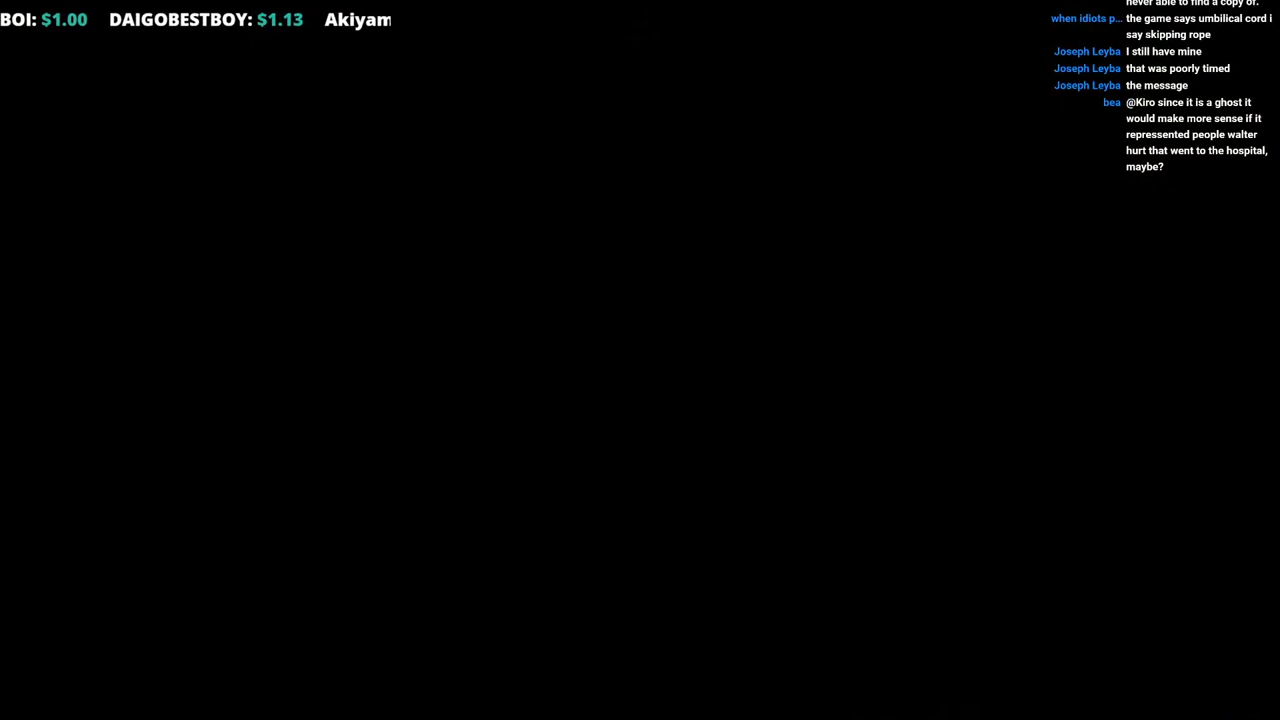 BOI: $1.00 DAIGOBESTBOY: $1.13 Akiyam
never able to find a copy of.
when idiots p... the game says umbilical cord i
say skipping rope
Joseph Leyba I still have mine
Joseph Leyba that was poorly timed
Joseph Leyba the message
bea @Kiro since it is a ghost it
would make more sense if it
repressented people walter
hurt that went to the hospital,
maybe?